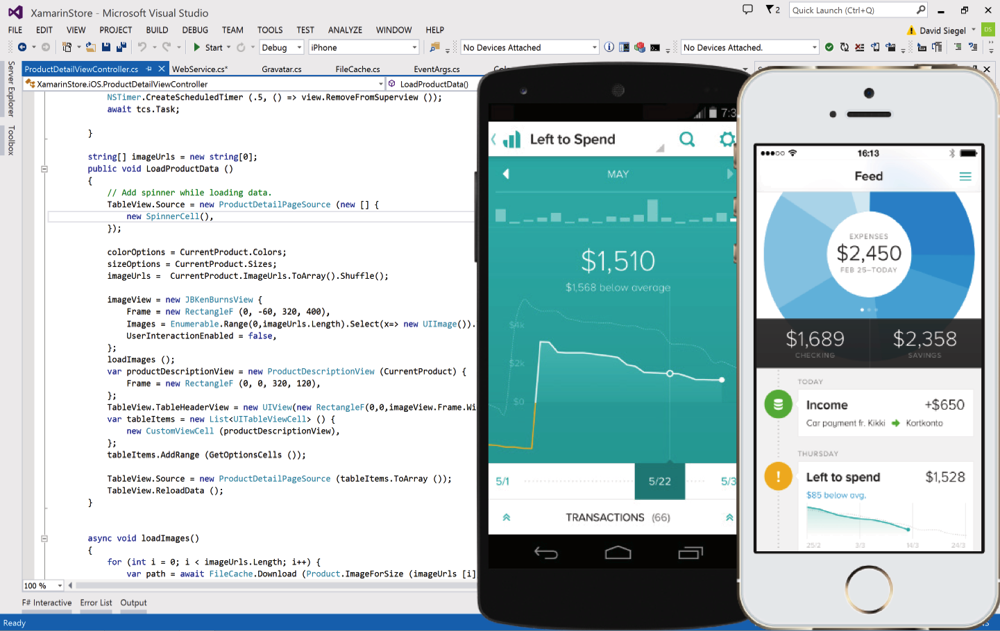 XamarinStore - Microsoft Visual Studio
2
Quick Launch (Ctrl+Q)
FILE EDIT VIEW PROJECT BUILD DEBUG TEAM TOOLS TEST ANALYZE WINDOW HELP
David Siegel DS
Start Debug iPhone No Devices Attached No Devices Attached.
Server Explorer
Toolbox
ProductDetailViewController.cs WebService.cs* Gravatar.cs FileCache.cs EventArgs.cs
XamarinStore.iOS.ProductDetailViewController LoadProductData()
NSTimer.CreateScheduledTimer (.5, () => view.RemoveFromSuperview ());
await tcs.Task;
}
string[] imageUrls = new string[0];
public void LoadProductData ()
{
// Add spinner while loading data.
TableView.Source = new ProductDetailPageSource (new [] {
new SpinnerCell(),
});
colorOptions = CurrentProduct.Colors;
sizeOptions = CurrentProduct.Sizes;
imageUrls =  CurrentProduct.ImageUrls.ToArray().Shuffle();
imageView = new JBKenBurnsView {
Frame = new RectangleF (0, -60, 320, 400),
Images = Enumerable.Range(0,imageUrls.Length).Select(x=> new UIImage()).
UserInteractionEnabled = false,
};
loadImages ();
var productDescriptionView = new ProductDescriptionView (CurrentProduct) {
Frame = new RectangleF (0, 0, 320, 120),
};
TableView.TableHeaderView = new UIView(new RectangleF(0,0,imageView.Frame.Wi
var tableItems = new List<UITableViewCell> () {
new CustomViewCell (productDescriptionView),
};
tableItems.AddRange (GetOptionsCells ());
TableView.Source = new ProductDetailPageSource (tableItems.ToArray ());
TableView.ReloadData ();
}
async void loadImages()
{
for (int i = 0; i < imageUrls.Length; i++) {
var path = await FileCache.Download (Product.ImageForSize (imageUrls [i]
100 %
F# Interactive Error List Output
Ready
7:3
Left to Spend
MAY
$1,510
$1,568 below average
$4k
$2k
$0
5/1 5/22 5/3
TRANSACTIONS (66)
16:13
Feed
EXPENSES
$2,450
FEB 25–TODAY
$1,689 $2,358
CHECKING SAVINGS
TODAY
Income +$650
Car payment fr. Kikki Kortkonto
THURSDAY
! Left to spend $1,528
$85 below avg.
25/2 3/3 14/3 24/3